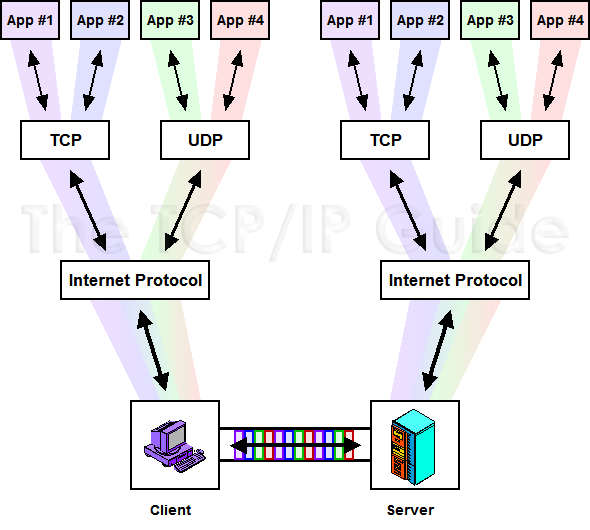 App #1 App #2 App #3 App #4 App #1 App #2 App #3 App #4
TCP UDP TCP UDP
The TCP/IP Guide
Internet Protocol Internet Protocol
Client Server